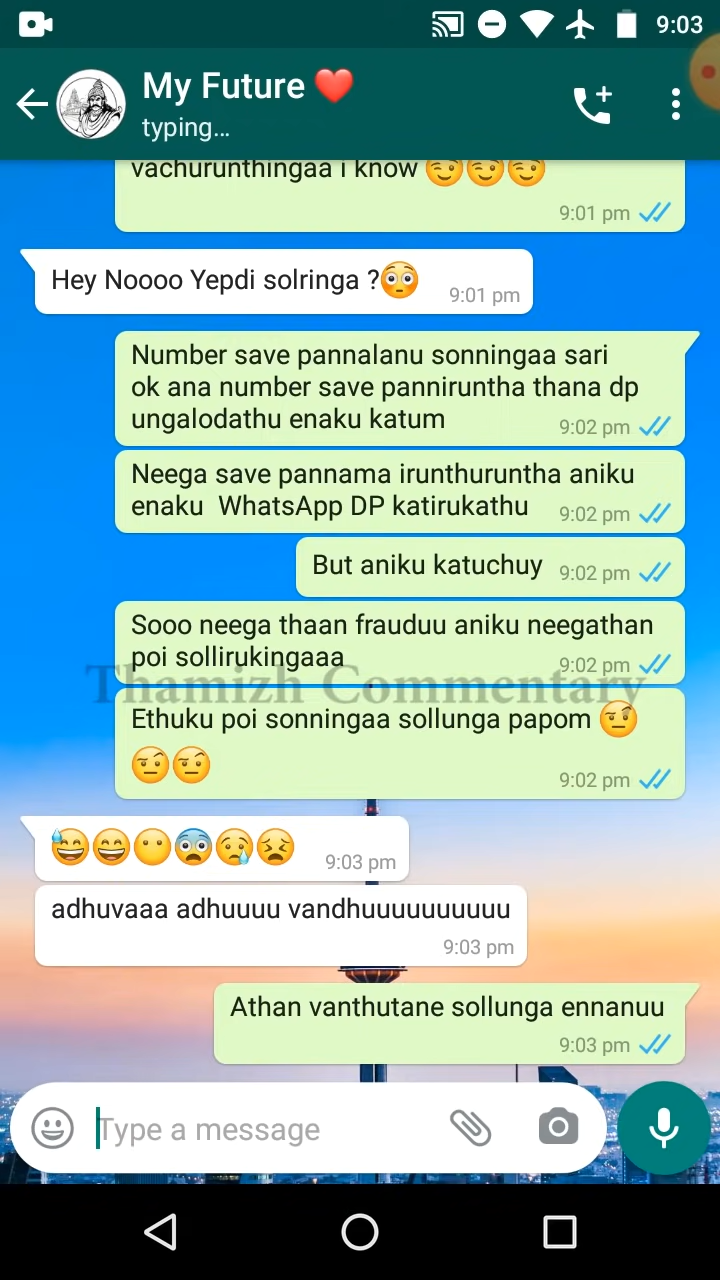 9:03
My Future ❤️
typing...
vachurunthingaa i know 😏😏😏
9:01 pm
Hey Noooo Yepdi solringa ?😳
9:01 pm
Number save pannalanu sonningaa sari
ok ana number save panniruntha thana dp
ungalodathu enaku katum
9:02 pm
Neega save pannama irunthuruntha aniku
enaku  WhatsApp DP katirukathu
9:02 pm
But aniku katuchuy
9:02 pm
Sooo neega thaan frauduu aniku neegathan
poi sollirukingaaa
9:02 pm
Thamizh Commentary
Ethuku poi sonningaa sollunga papom 🤨
🤨🤨
9:02 pm
😅😄😶😨😢😣
9:03 pm
adhuvaaa adhuuuu vandhuuuuuuuuuu
9:03 pm
Athan vanthutane sollunga ennanuu
9:03 pm
Type a message